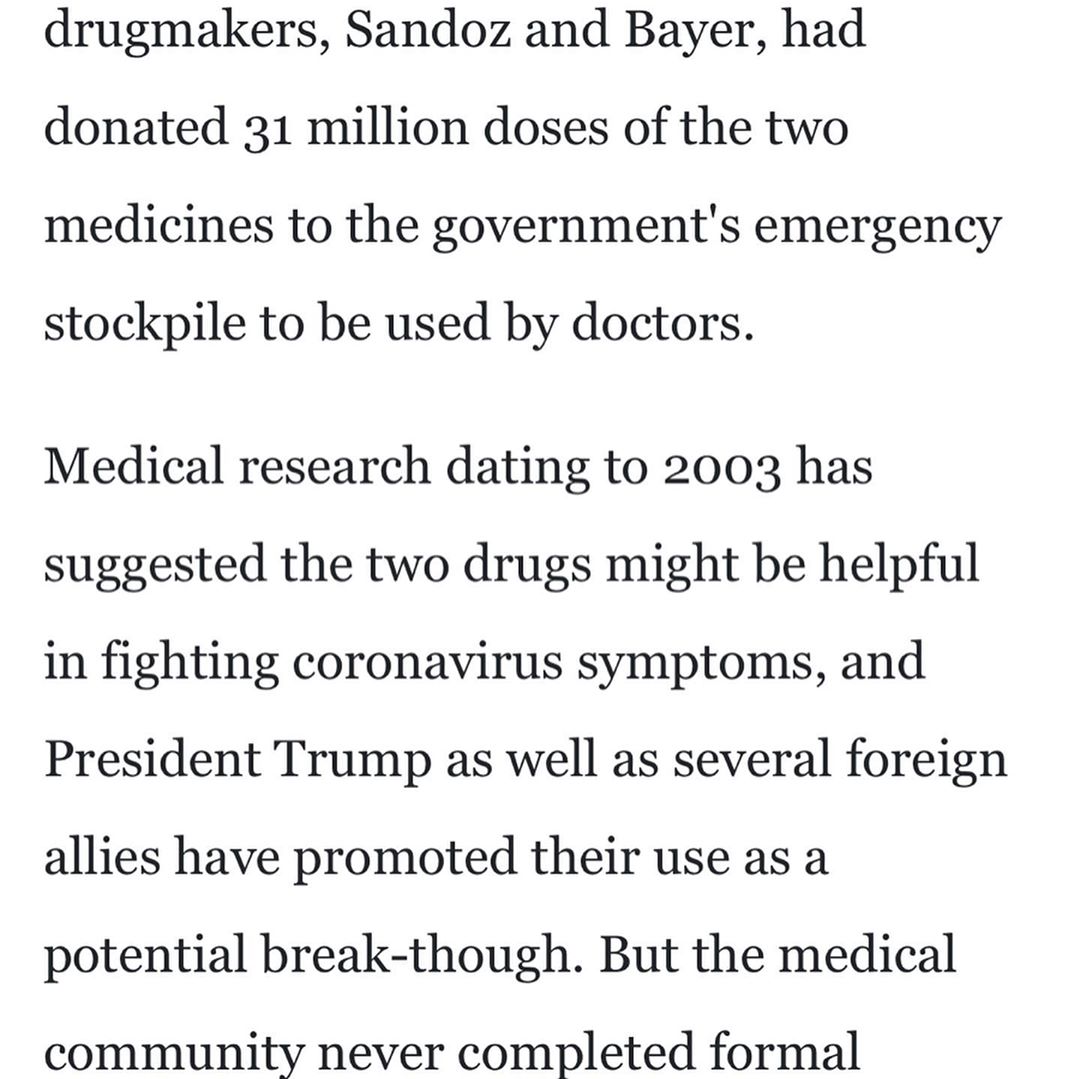 drugmakers, Sandoz and Bayer, had
donated 31 million doses of the two
medicines to the government's emergency
stockpile to be used by doctors.
Medical research dating to 2003 has
suggested the two drugs might be helpful
in fighting coronavirus symptoms, and
President Trump as well as several foreign
allies have promoted their use as a
potential break-though. But the medical
community never completed formal